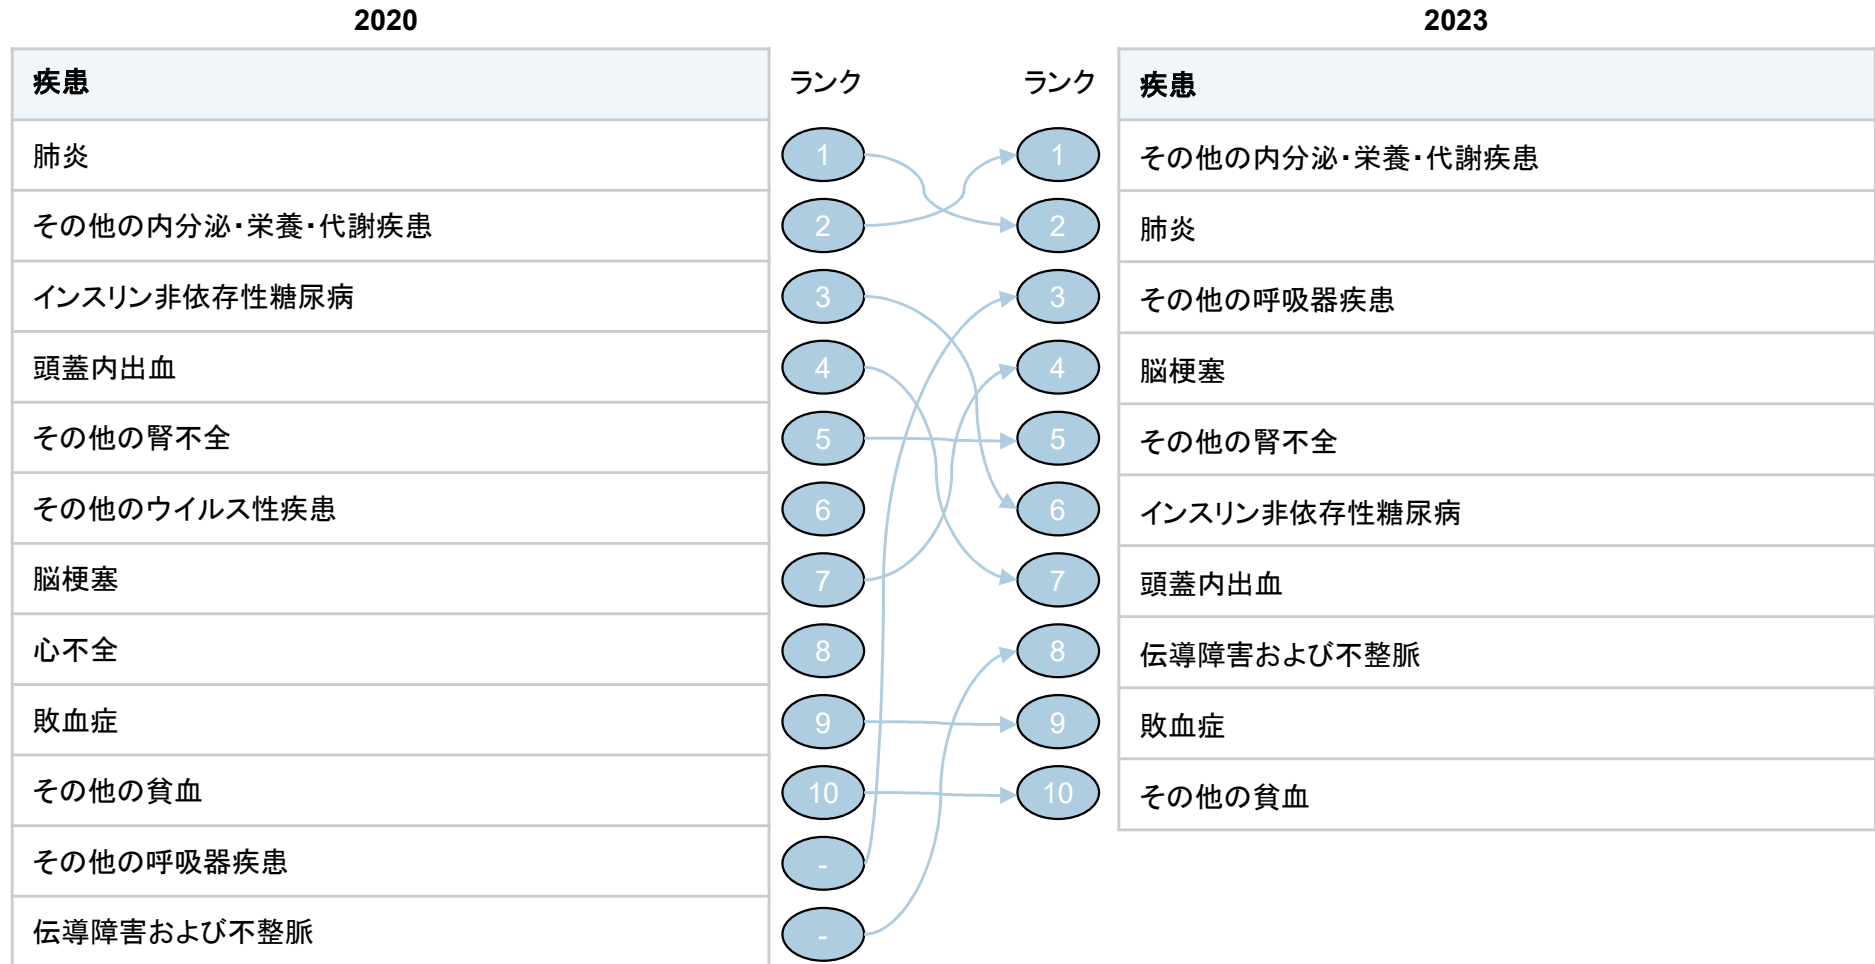 2020
2023
疾患
ランク
ランク
疾患
肺炎
1
1
その他の内分泌・栄養・代謝疾患
その他の内分泌・栄養・代謝疾患
2
2
肺炎
インスリン非依存性糖尿病
3
3
その他の呼吸器疾患
頭蓋内出血
4
4
脳梗塞
その他の腎不全
5
5
その他の腎不全
その他のウイルス性疾患
6
6
インスリン非依存性糖尿病
脳梗塞
7
7
頭蓋内出血
心不全
8
8
伝導障害および不整脈
敗血症
9
9
敗血症
その他の貧血
10
10
その他の貧血
その他の呼吸器疾患
-
伝導障害および不整脈
-